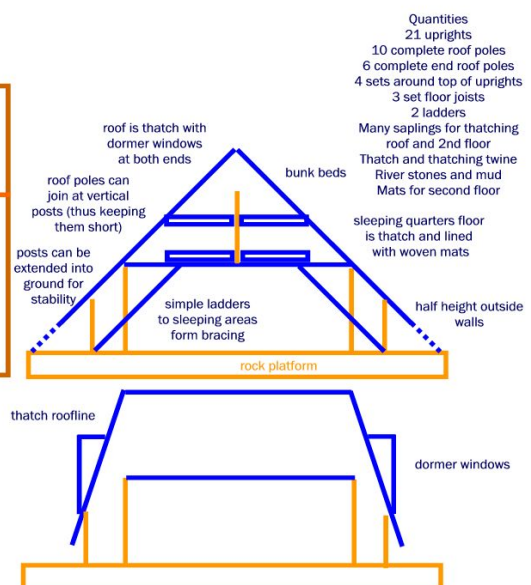 Quantities
21 uprights
10 complete roof poles
6 complete end roof poles
4 sets around top of uprights
3 set floor joists
2 ladders
Many saplings for thatching
roof and 2nd floor
Thatch and thatching twine
River stones and mud
Mats for second floor
roof is thatch with
dormer windows
at both ends
bunk beds
roof poles can
join at vertical
posts (thus keeping
them short)
sleeping quarters floor
is thatch and lined
with woven mats
posts can be
extended into
ground for
stability
simple ladders
to sleeping areas
form bracing
half height outside
walls
rock platform
thatch roofline
dormer windows